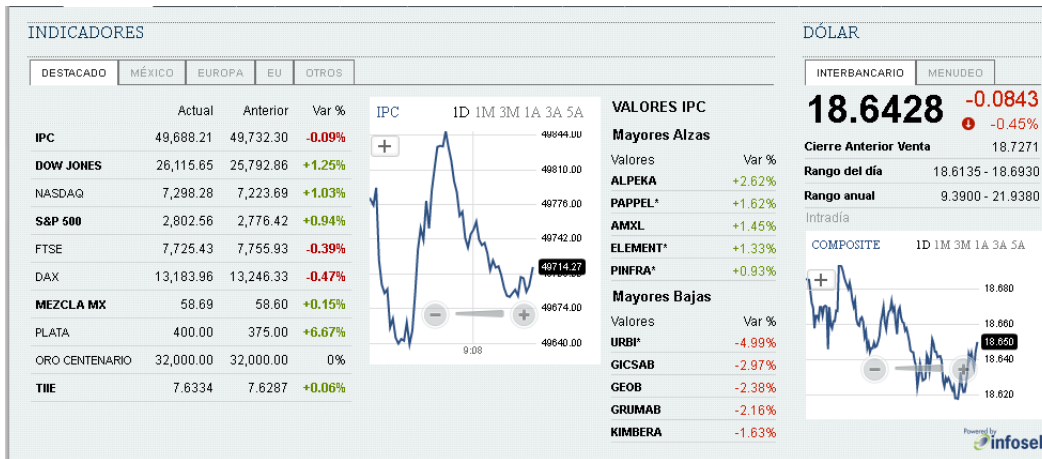 INDICADORES
DESTACADO MÉXICO EUROPA EU OTROS
Actual Anterior Var %
IPC 49,688.21 49,732.30 -0.09%
DOW JONES 26,115.65 25,792.86 +1.25%
NASDAQ 7,298.28 7,223.69 +1.03%
S&P 500 2,802.56 2,776.42 +0.94%
FTSE 7,725.43 7,755.93 -0.39%
DAX 13,183.96 13,246.33 -0.47%
MEZCLA MX 58.69 58.60 +0.15%
PLATA 400.00 375.00 +6.67%
ORO CENTENARIO 32,000.00 32,000.00 0%
TIIE 7.6334 7.6287 +0.06%
IPC 1D 1M 3M 1A 3A 5A
49844.00
49810.00
49776.00
49742.00
49714.27
49674.00
49640.00
9:08
VALORES IPC
Mayores Alzas
Valores Var %
ALPEKA +2.62%
PAPPEL* +1.62%
AMXL +1.45%
ELEMENT* +1.33%
PINFRA* +0.93%
Mayores Bajas
Valores Var %
URBI* -4.99%
GICSAB -2.97%
GEOB -2.38%
GRUMAB -2.16%
KIMBERA -1.63%
DÓLAR
INTERBANCARIO MENUDEO
18.6428 -0.0843
-0.45%
Cierre Anterior Venta 18.7271
Rango del día 18.6135 - 18.6930
Rango anual 9.3900 - 21.9380
Intradía
COMPOSITE 1D 1M 3M 1A 3A 5A
18.680
18.660
18.650
18.640
18.620
Powered by
infosel